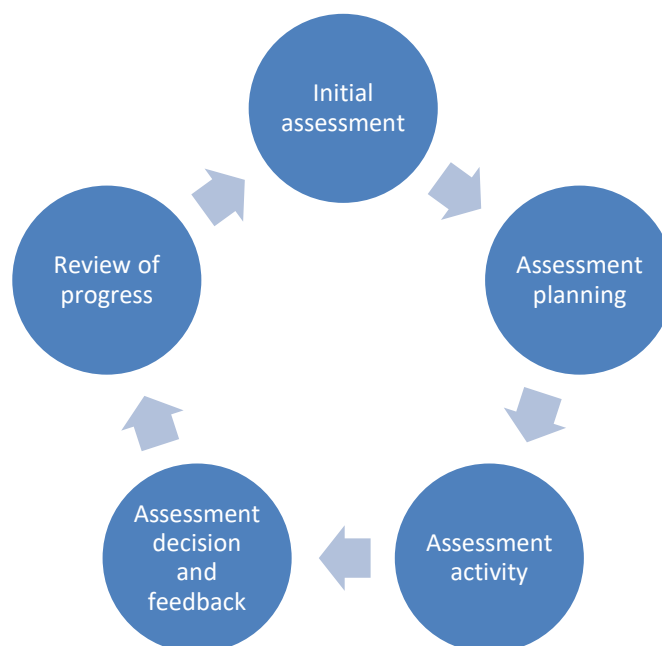 Initial
assessment
Assessment
planning
Assessment
activity
Assessment
decision
and
feedback
Review of
progress